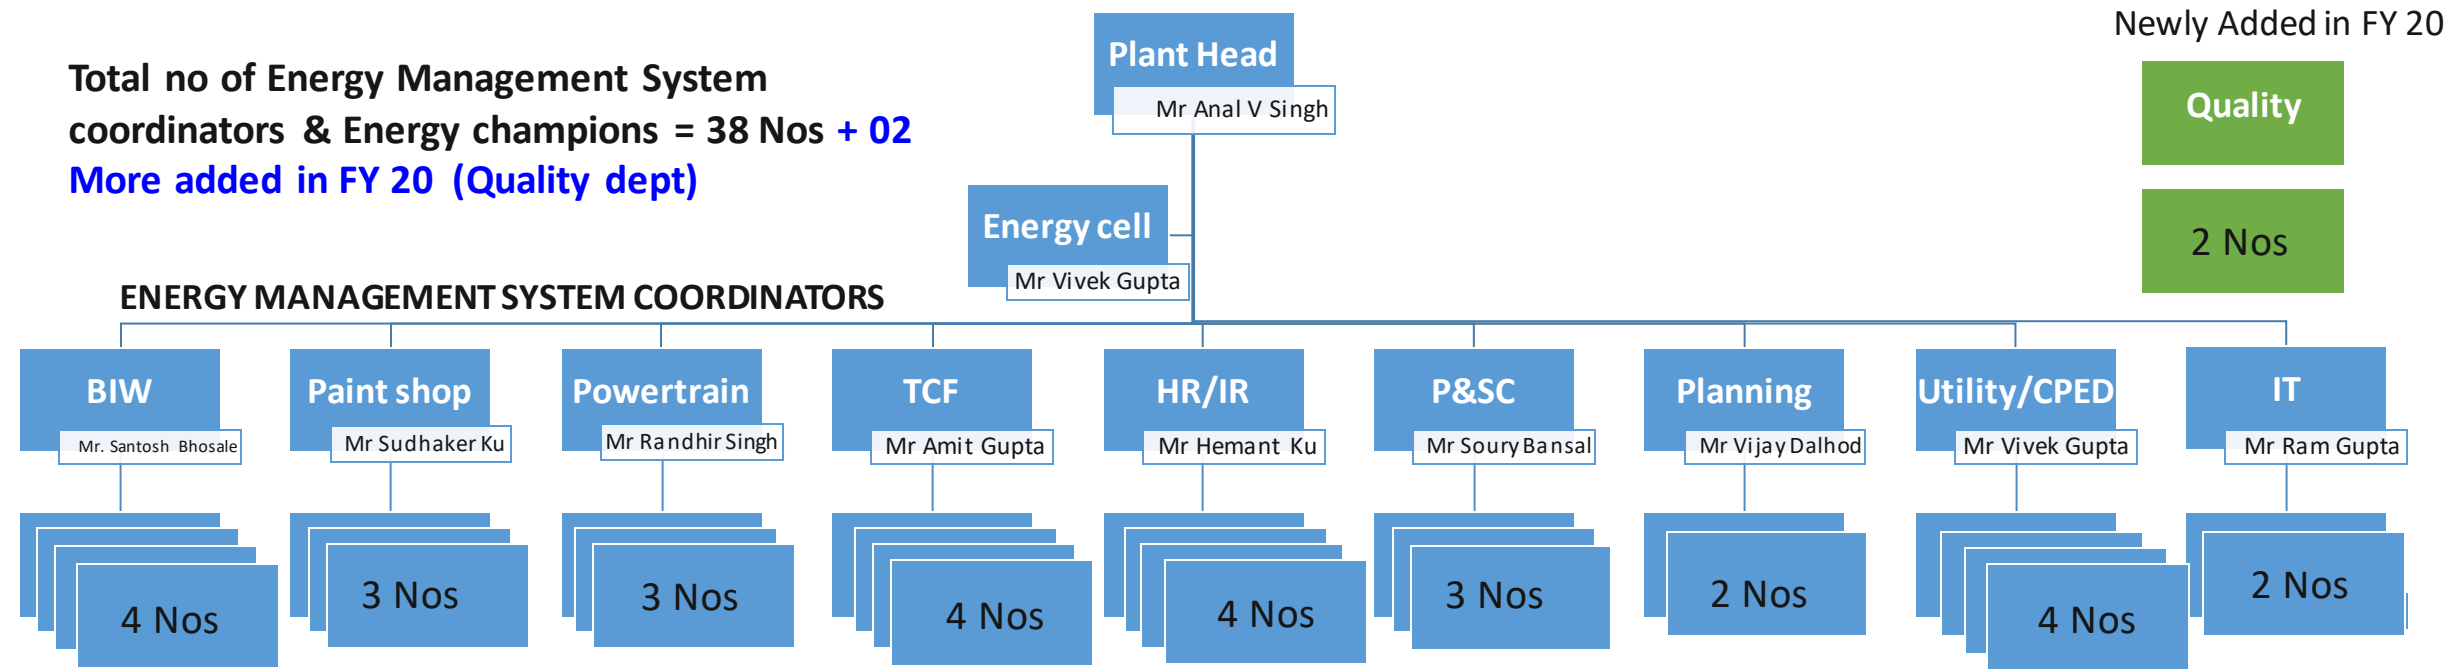 Newly Added in FY 20
Total no of Energy Management System
coordinators & Energy champions = 38 Nos + 02
More added in FY 20 (Quality dept)
Plant Head
Mr Anal V Singh
Quality
2 Nos
Energy cell
Mr Vivek Gupta
ENERGY MANAGEMENT SYSTEM COORDINATORS
BIW
Mr. Santosh Bhosale
Paint shop
Mr Sudhaker Ku
Powertrain
Mr Randhir Singh
TCF
Mr Amit Gupta
HR/IR
Mr Hemant Ku
P&SC
Mr Soury Bansal
Planning
Mr Vijay Dalhod
Utility/CPED
Mr Vivek Gupta
IT
Mr Ram Gupta
4 Nos
3 Nos
3 Nos
4 Nos
4 Nos
3 Nos
2 Nos
4 Nos
2 Nos